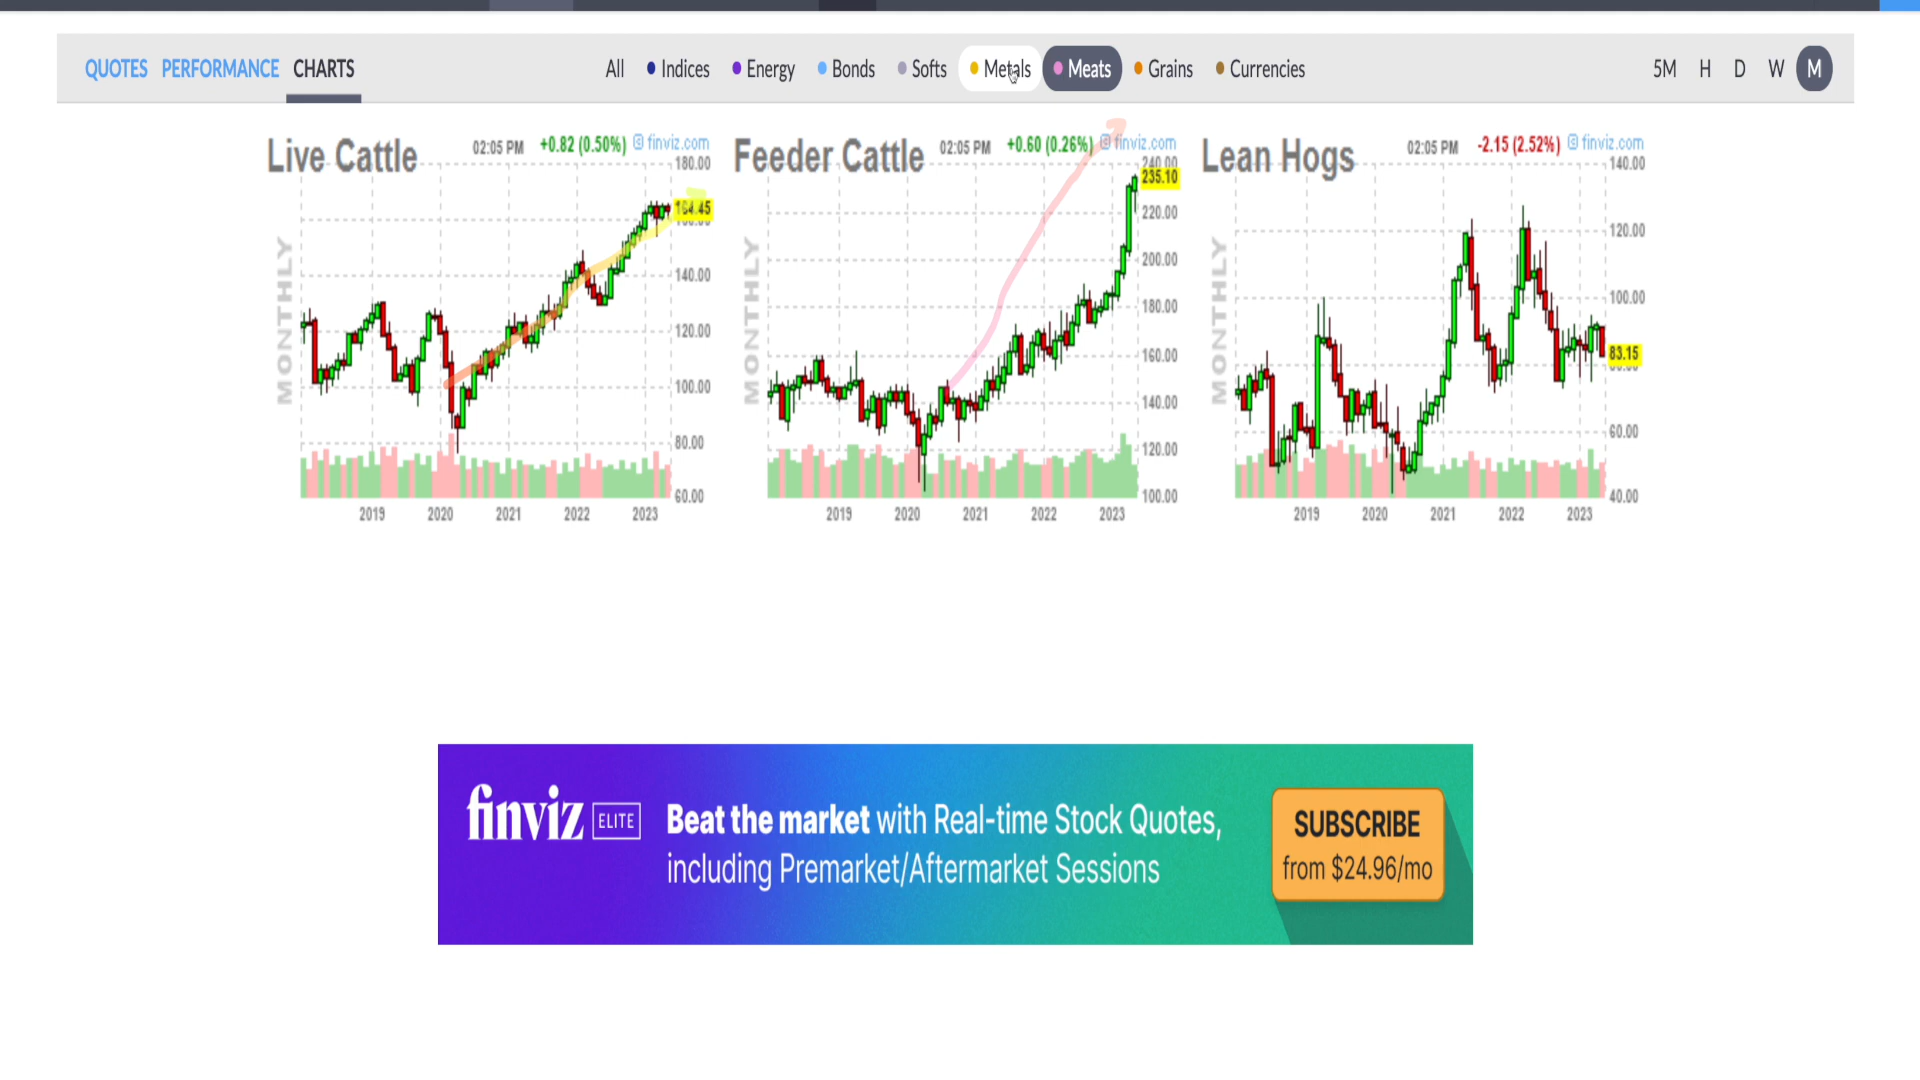 QUOTES PERFORMANCE CHARTS All Indices Energy Bonds Softs Metals Meats Grains Currencies 5M H D W M
Live Cattle 02:05 PM +0.82 (0.50%) finviz.com
180.00
164.45
160.00
140.00
120.00
100.00
80.00
60.00
MONTHLY
2019 2020 2021 2022 2023
Feeder Cattle 02:05 PM +0.60 (0.26%) finviz.com
240.00
235.10
220.00
200.00
180.00
160.00
140.00
120.00
100.00
MONTHLY
2019 2020 2021 2022 2023
Lean Hogs 02:05 PM -2.15 (2.52%) finviz.com
140.00
120.00
100.00
83.15
60.00
40.00
MONTHLY
2019 2020 2021 2022 2023
finviz ELITE
Beat the market with Real-time Stock Quotes,
including Premarket/Aftermarket Sessions
SUBSCRIBE
from $24.96/mo